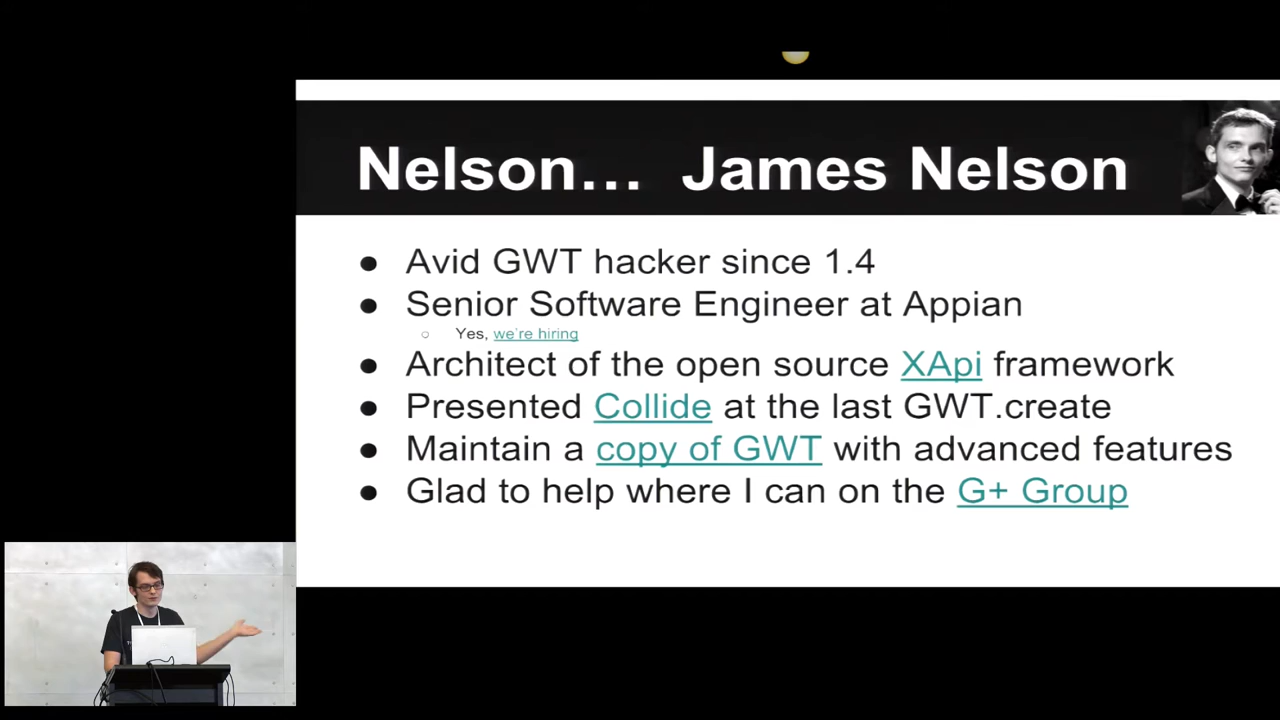 Nelson… James Nelson
● Avid GWT hacker since 1.4
● Senior Software Engineer at Appian
○ Yes, we're hiring
● Architect of the open source XApi framework
● Presented Collide at the last GWT.create
● Maintain a copy of GWT with advanced features
● Glad to help where I can on the G+ Group